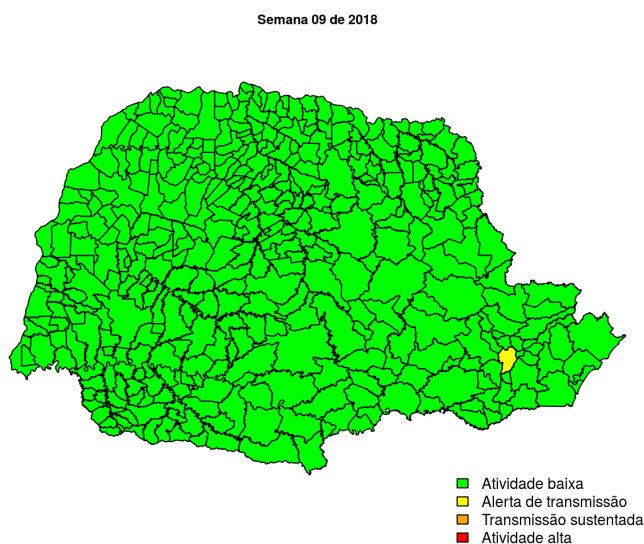 Semana 09 de 2018
Atividade baixa
Alerta de transmissão
Transmissão sustentada
Atividade alta